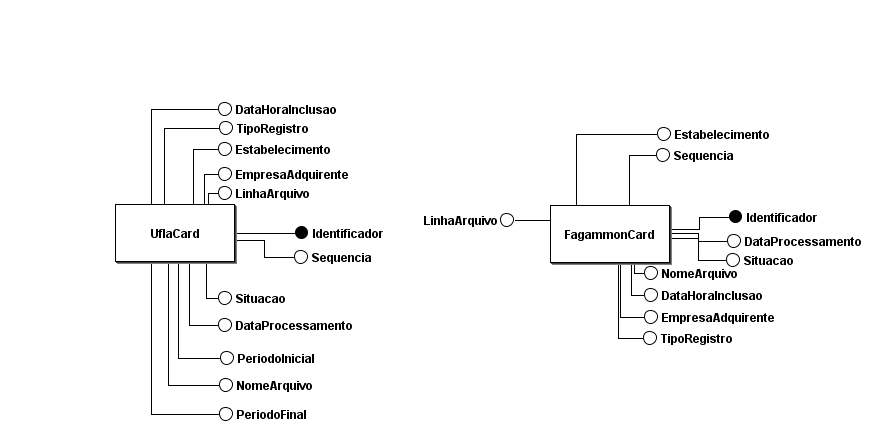 DataHoraInclusao
TipoRegistro
Estabelecimento
EmpresaAdquirente
LinhaArquivo
UflaCard
Identificador
Sequencia
Situacao
DataProcessamento
PeriodoInicial
NomeArquivo
PeriodoFinal
Estabelecimento
Sequencia
LinhaArquivo
FagammonCard
Identificador
DataProcessamento
Situacao
NomeArquivo
DataHoraInclusao
EmpresaAdquirente
TipoRegistro